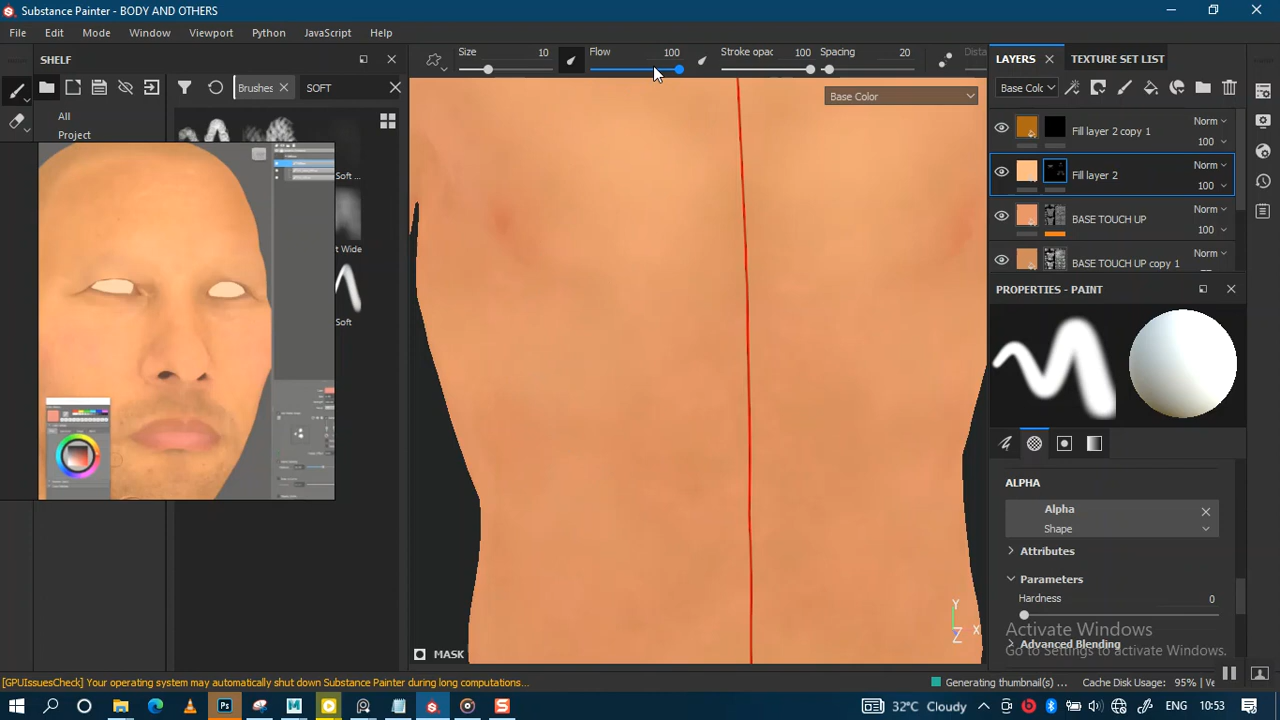 Substance Painter - BODY AND OTHERS
File Edit Mode Window Viewport Python JavaScript Help
SHELF
Size 10 Flow 100 Stroke opac 100 Spacing 20 Dista
LAYERS TEXTURE SET LIST
Brushes SOFT
Base Colc
All
Project
Base Color
Fill layer 2 copy 1 Norm
100
Fill layer 2 Norm
100
BASE TOUCH UP Norm
100
BASE TOUCH UP copy 1 Norm
Soft ...
t Wide
Soft
PROPERTIES - PAINT
ALPHA
Alpha
Shape
Attributes
Parameters
Hardness 0
Advanced Blending
Activate Windows
Go to Settings to activate Windows.
Y
Z X
MASK
[GPUIssuesCheck] Your operating system may automatically shut down Substance Painter during long computations...
Generating thumbnail(s) ... Cache Disk Usage: 95% | Ve
32°C Cloudy ENG 10:53